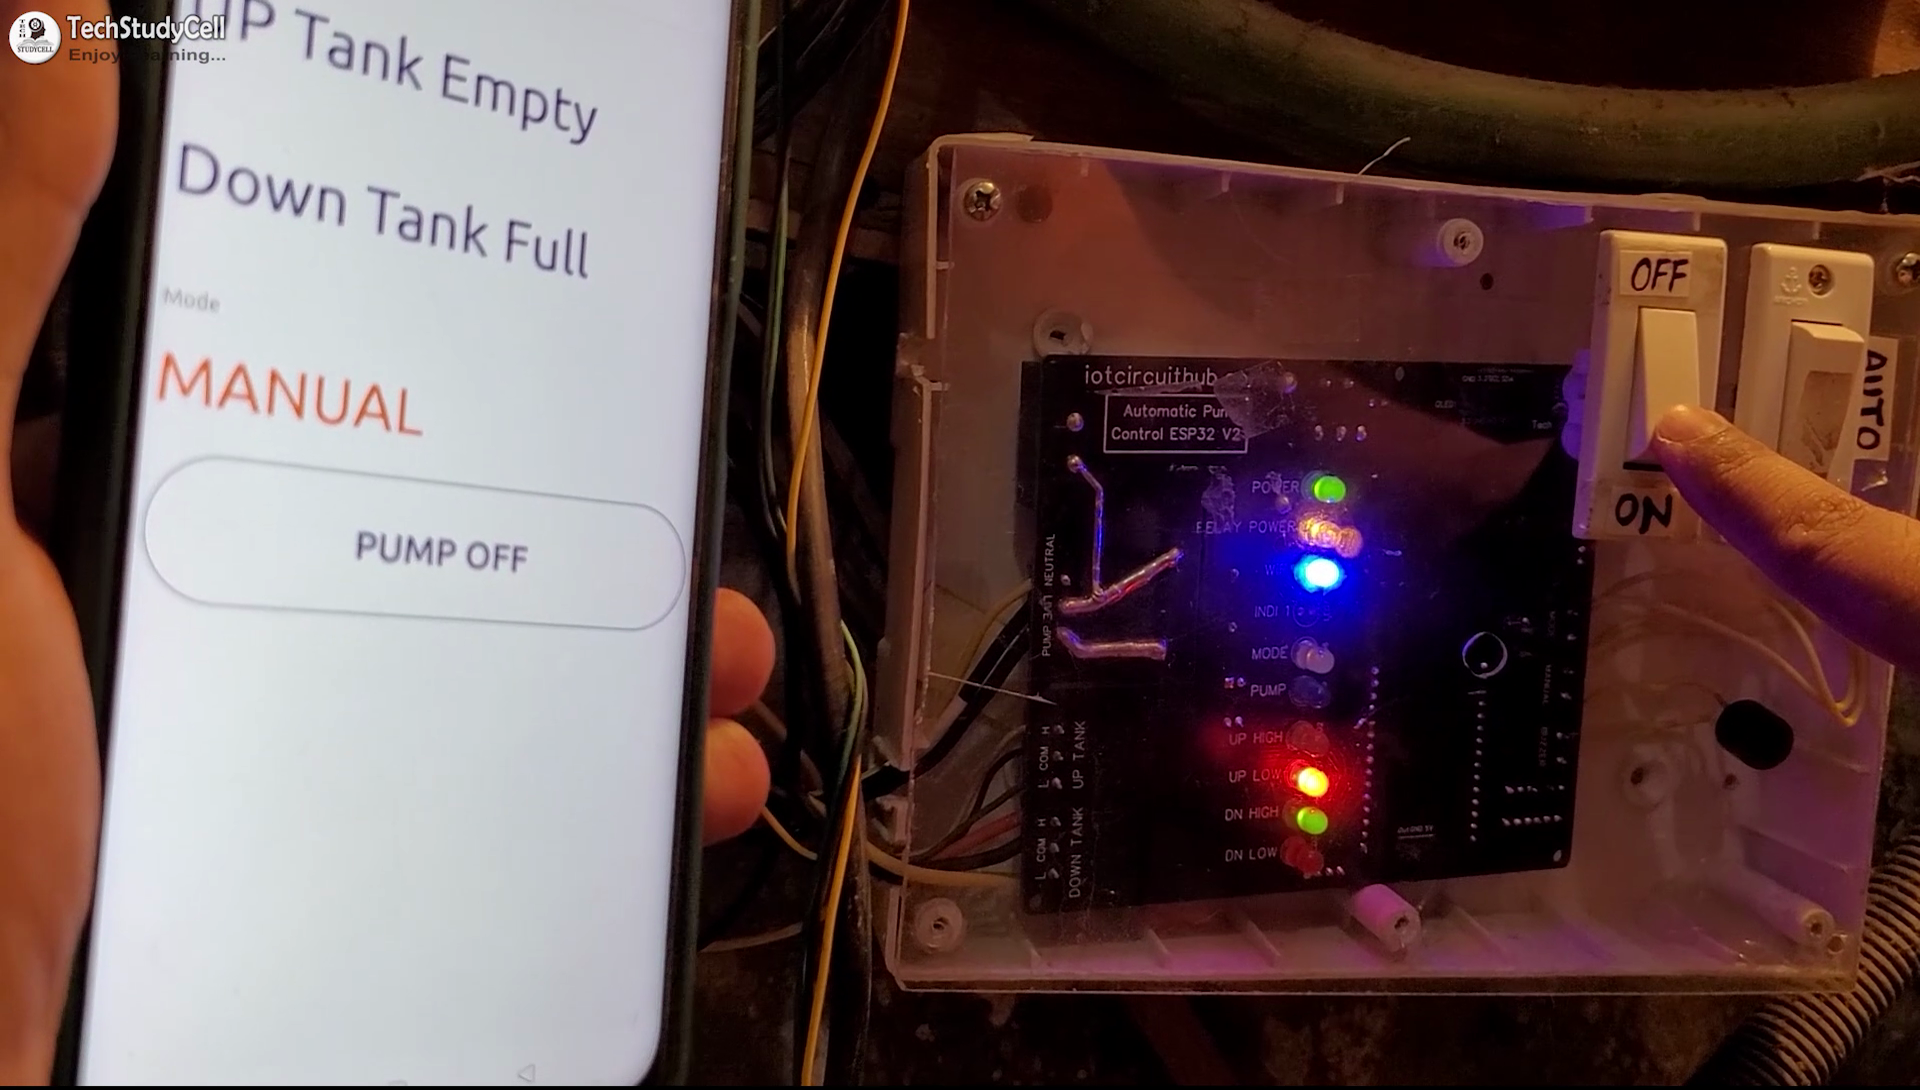 TechStudyCell
STUDYCELL
UP Tank Empty
Down Tank Full
Mode
MANUAL
PUMP OFF
OFF
ON
AUTO
iotcircuithub
Automatic
Control ESP32 V2
POWER
RELAY POWER
INDI 1
MODE
PUMP
UP HIGH
UP LOW
DN HIGH
DN LOW
NEUTRAL
PUMP
L COM H
UP TANK
L COM H
DOWN TANK
Tech